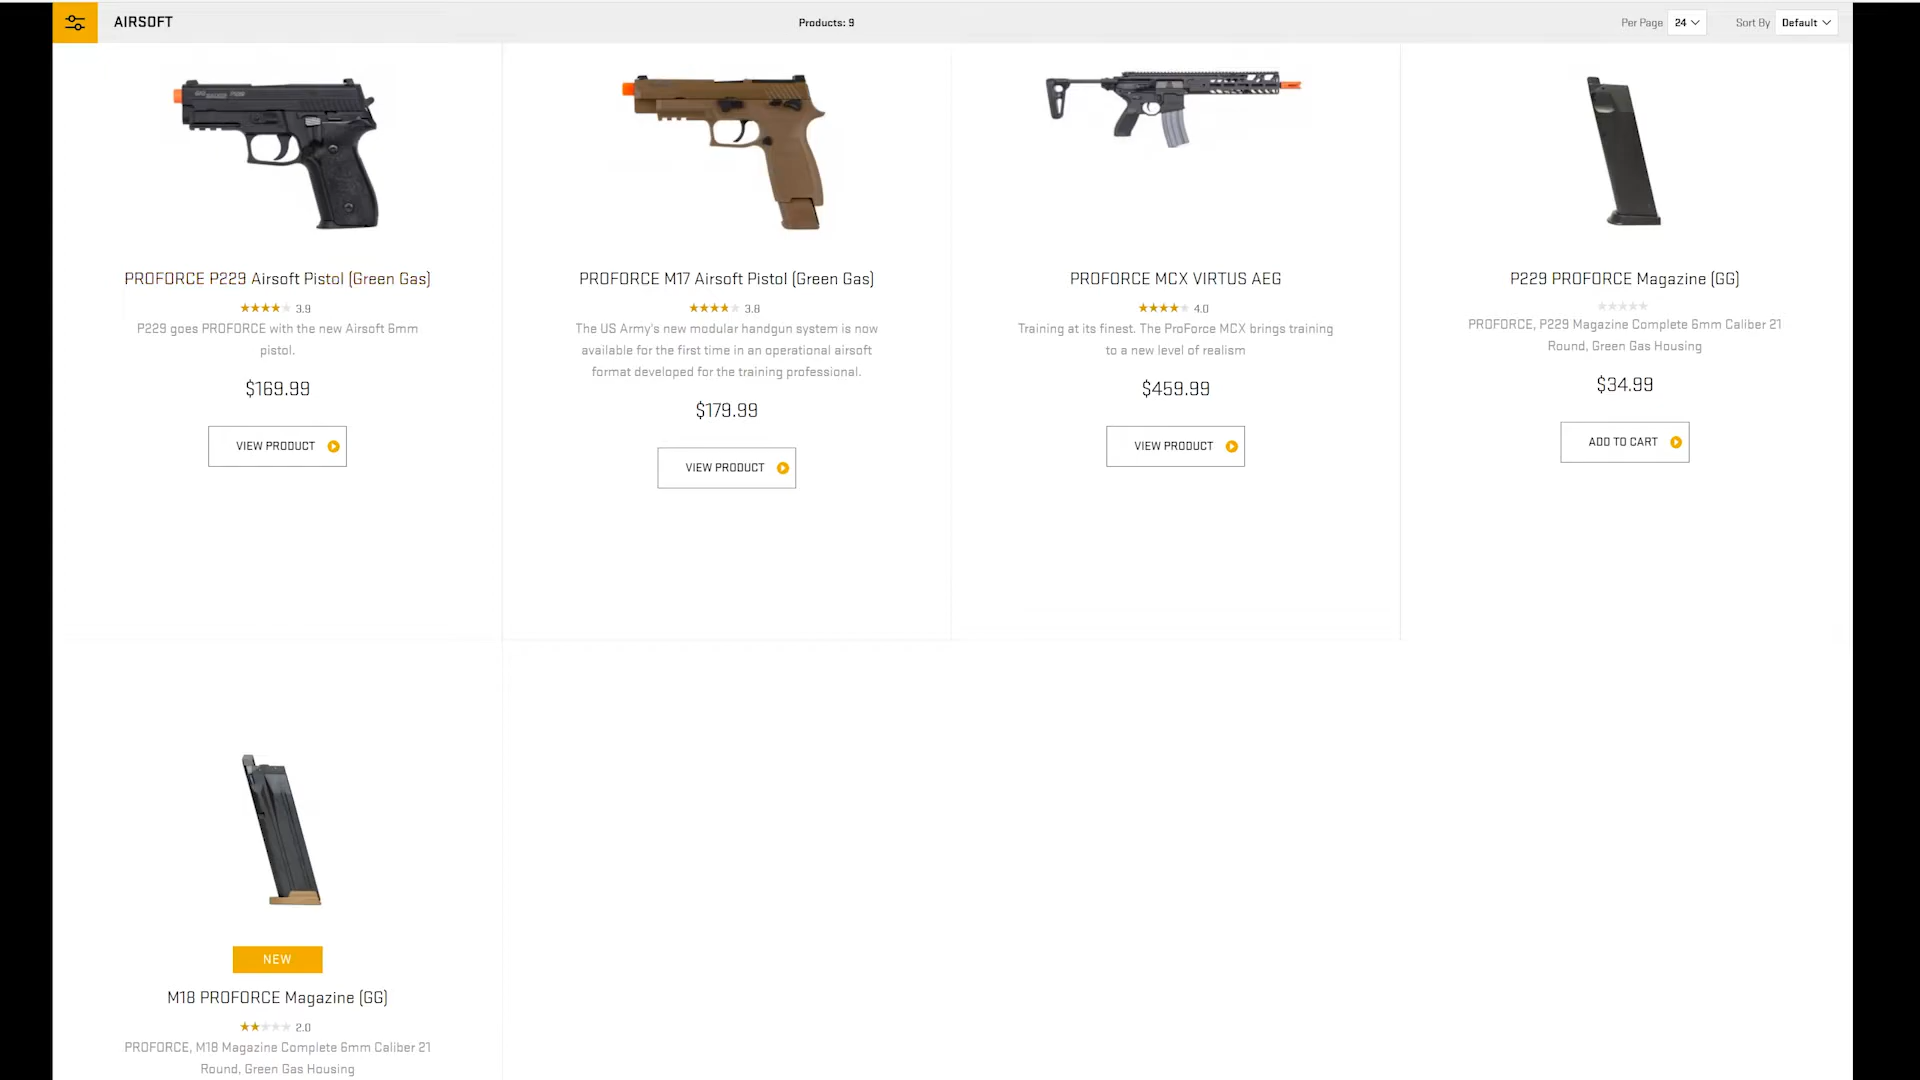 AIRSOFT
Products: 9
Per Page 24
Sort By Default
PROFORCE P229 Airsoft Pistol (Green Gas)
3.9
P229 goes PROFORCE with the new Airsoft 6mm
pistol.
$169.99
VIEW PRODUCT
PROFORCE M17 Airsoft Pistol (Green Gas)
3.8
The US Army's new modular handgun system is now
available for the first time in an operational airsoft
format developed for the training professional.
$179.99
VIEW PRODUCT
PROFORCE MCX VIRTUS AEG
4.0
Training at its finest. The ProForce MCX brings training
to a new level of realism
$459.99
VIEW PRODUCT
P229 PROFORCE Magazine (GG)
PROFORCE, P229 Magazine Complete 6mm Caliber 21
Round, Green Gas Housing
$34.99
ADD TO CART
NEW
M18 PROFORCE Magazine (GG)
2.0
PROFORCE, M18 Magazine Complete 6mm Caliber 21
Round, Green Gas Housing